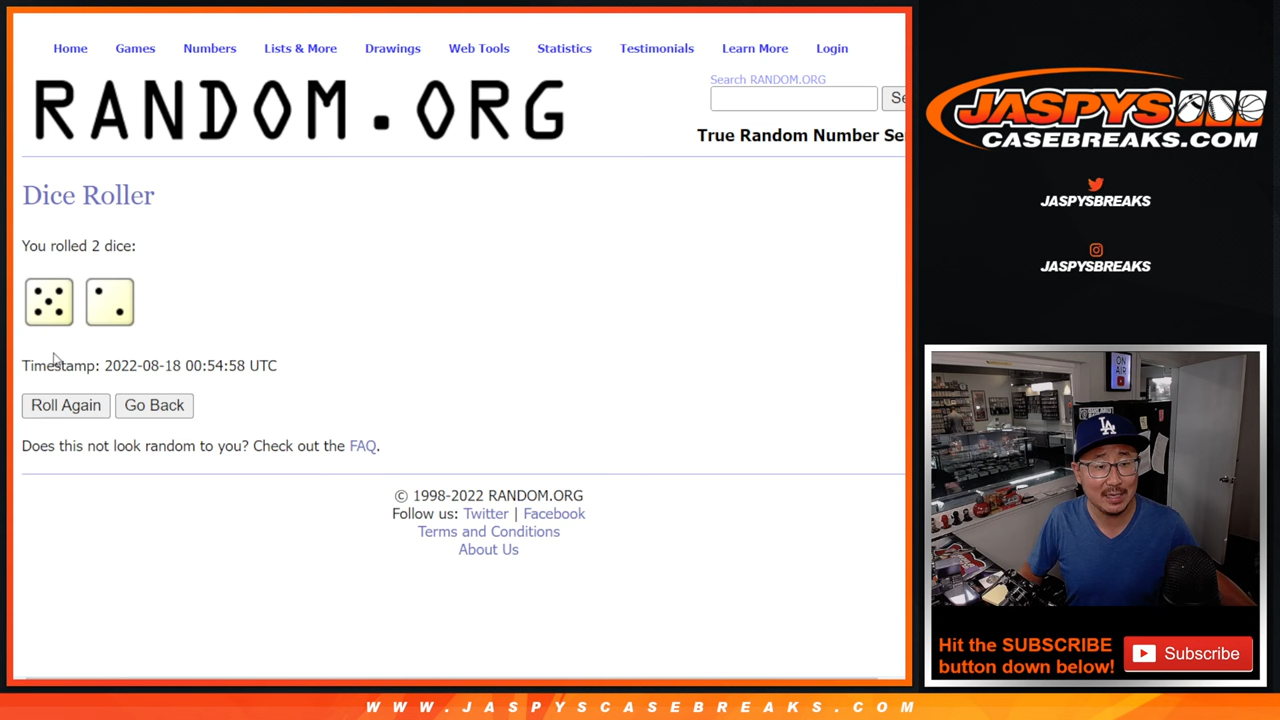 Home Games Numbers Lists & More Drawings Web Tools Statistics Testimonials Learn More Login
RANDOM.ORG
Search RANDOM.ORG
Se
True Random Number Se
Dice Roller
You rolled 2 dice:
Timestamp: 2022-08-18 00:54:58 UTC
Roll Again Go Back
Does this not look random to you? Check out the FAQ.
© 1998-2022 RANDOM.ORG
Follow us: Twitter | Facebook
Terms and Conditions
About Us
JASPYS
CASEBREAKS.COM
JASPYSBREAKS
JASPYSBREAKS
ON
AIR
LA
Hit the SUBSCRIBE
button down below!
Subscribe
WWW.JASPYSCASEBREAKS.COM